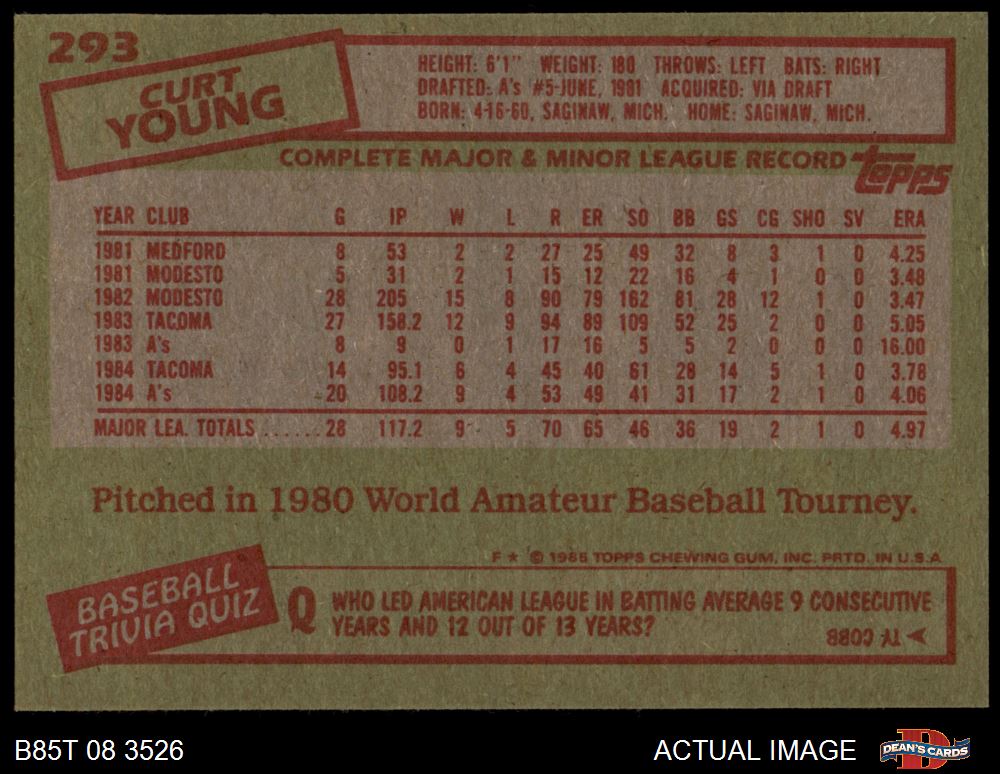 293
CURT
YOUNG
HEIGHT: 6'1" WEIGHT: 180 THROWS: LEFT BATS: RIGHT
DRAFTED: A's #5-JUNE, 1981 ACQUIRED: VIA DRAFT
BORN: 4-16-60, SAGINAW, MICH. HOME: SAGINAW, MICH.
COMPLETE MAJOR & MINOR LEAGUE RECORD topps
YEAR CLUB G IP W L R ER SO BB GS CG SHO SV ERA
1981 MEDFORD 8 53 2 2 27 25 49 32 8 3 1 0 4.25
1981 MODESTO 5 31 2 1 15 12 22 16 4 1 0 0 3.48
1982 MODESTO 28 205 15 8 90 79 162 81 28 12 1 0 3.47
1983 TACOMA 27 158.2 12 9 94 89 109 52 25 2 0 0 5.05
1983 A's 8 9 0 1 17 16 5 5 2 0 0 0 16.00
1984 TACOMA 14 95.1 6 4 45 40 61 28 14 5 1 0 3.78
1984 A's 20 108.2 9 4 53 49 41 31 17 2 1 0 4.06
MAJOR LEA. TOTALS ...... 28 117.2 9 5 70 65 46 36 19 2 1 0 4.97
Pitched in 1980 World Amateur Baseball Tourney.
F ★ © 1985 TOPPS CHEWING GUM, INC. PRTD. IN U.S.A.
BASEBALL
TRIVIA QUIZ
Q WHO LED AMERICAN LEAGUE IN BATTING AVERAGE 9 CONSECUTIVE
YEARS AND 12 OUT OF 13 YEARS?
TY COBB
B85T 08 3526 ACTUAL IMAGE DEAN'S CARDS